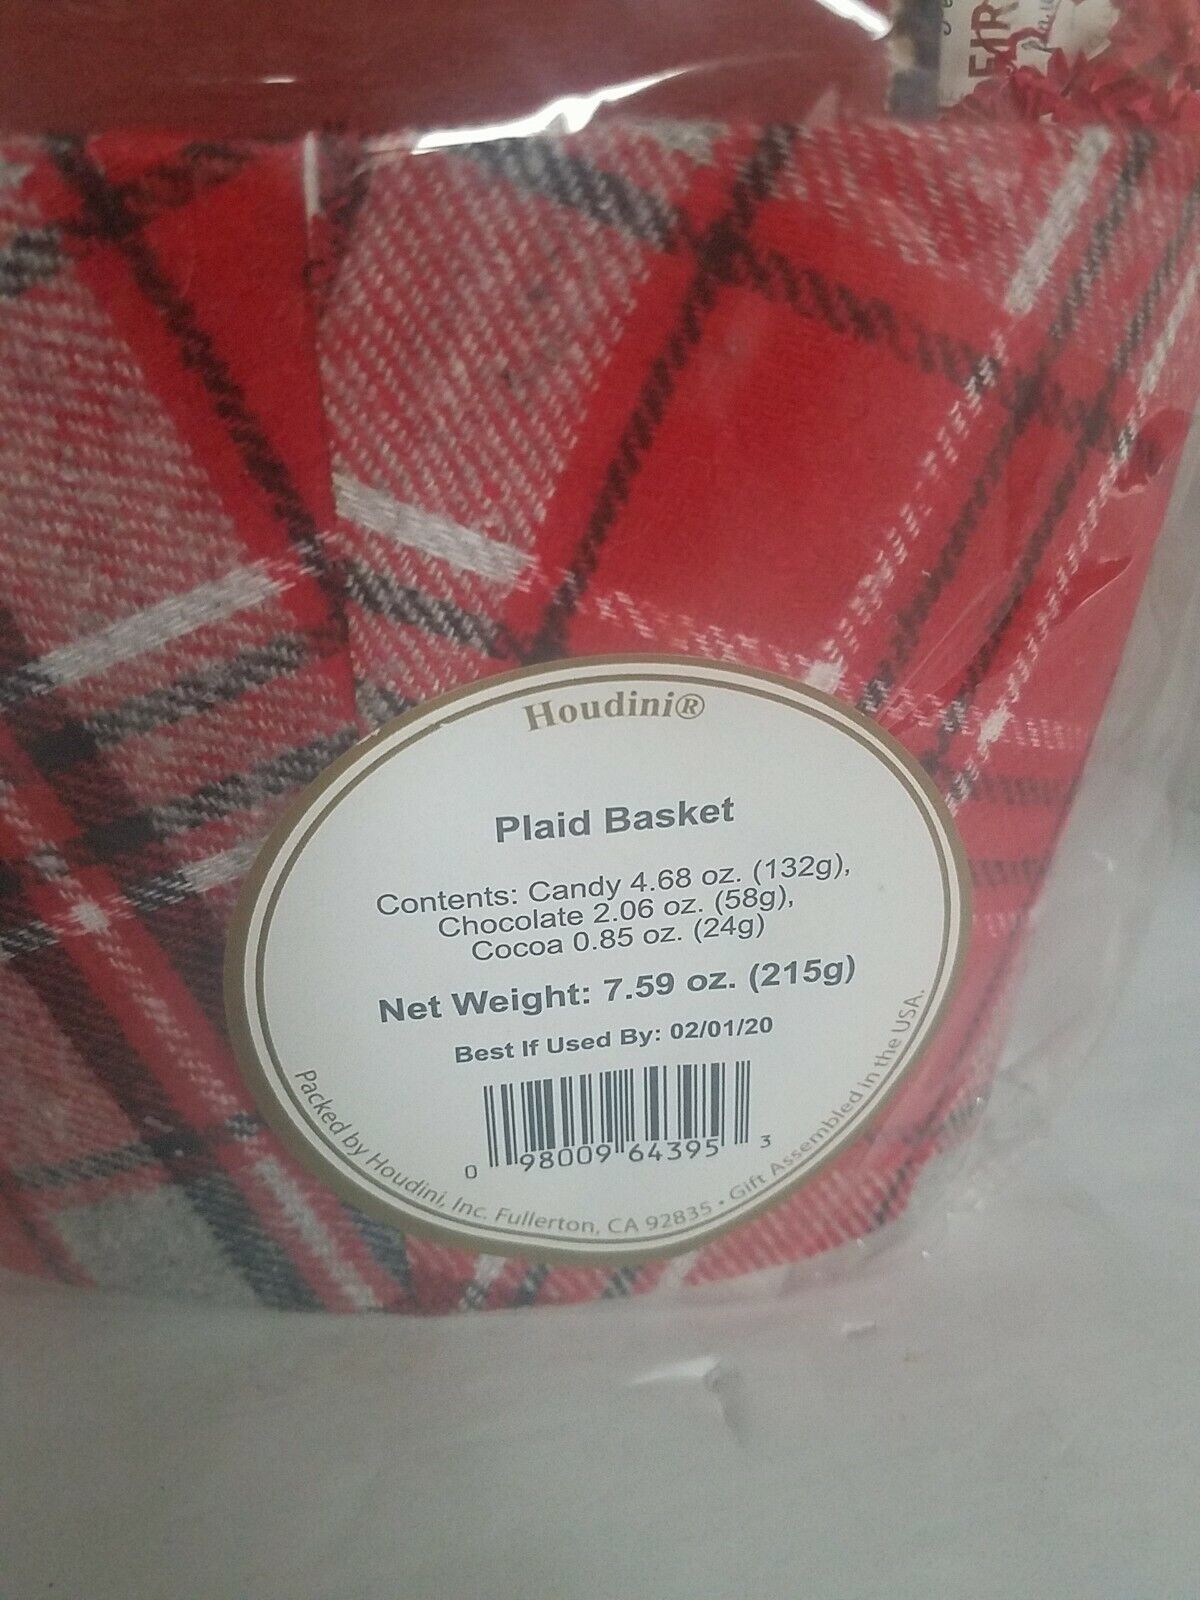 FIR
Houdini®
Plaid Basket
Contents: Candy 4.68 oz. (132g),
Chocolate 2.06 oz. (58g),
Cocoa 0.85 oz. (24g)
Net Weight: 7.59 oz. (215g)
Best If Used By: 02/01/20
0 98009 64395 3
Packed by Houdini, Inc. Fullerton, CA 92835 • Gift Assembled in the USA.